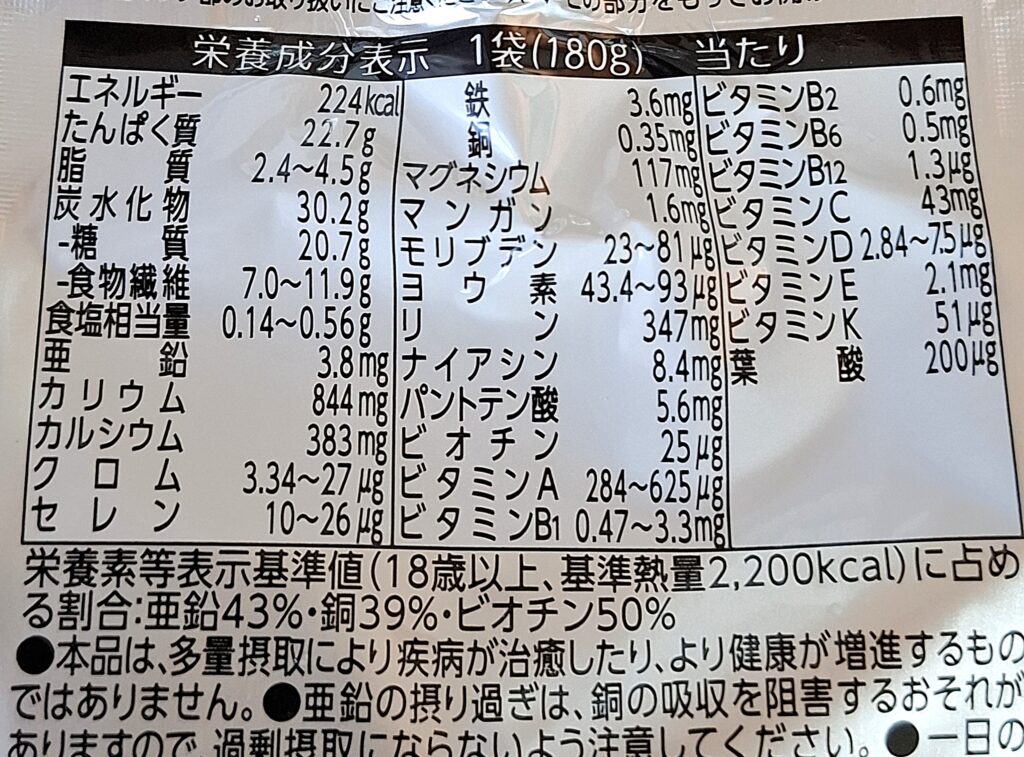 栄養成分表示 1袋(180g) 当たり
エネルギー 224kcal
たんぱく質 22.7g
脂質 2.4〜4.5g
炭水化物 30.2g
-糖質 20.7g
-食物繊維 7.0〜11.9g
食塩相当量 0.14〜0.56g
亜鉛 3.8mg
カリウム 844mg
カルシウム 383mg
クロム 3.34〜27μg
セレン 10〜26μg
鉄 3.6mg
銅 0.35mg
マグネシウム 117mg
マンガン 1.6mg
モリブデン 23〜81μg
ヨウ素 43.4〜93μg
リン 347mg
ナイアシン 8.4mg
パントテン酸 5.6mg
ビオチン 25μg
ビタミンA 284〜625μg
ビタミンB1 0.47〜3.3mg
ビタミンB2 0.6mg
ビタミンB6 0.5mg
ビタミンB12 1.3μg
ビタミンC 43mg
ビタミンD 2.84〜7.5μg
ビタミンE 2.1mg
ビタミンK 51μg
葉酸 200μg
栄養素等表示基準値(18歳以上、基準熱量2,200kcal)に占め
る割合:亜鉛43%・銅39%・ビオチン50%
●本品は、多量摂取により疾病が治癒したり、より健康が増進するもの
ではありません。●亜鉛の摂り過ぎは、銅の吸収を阻害するおそれが
ありますので、過剰摂取にならないよう注意してください。●一日の